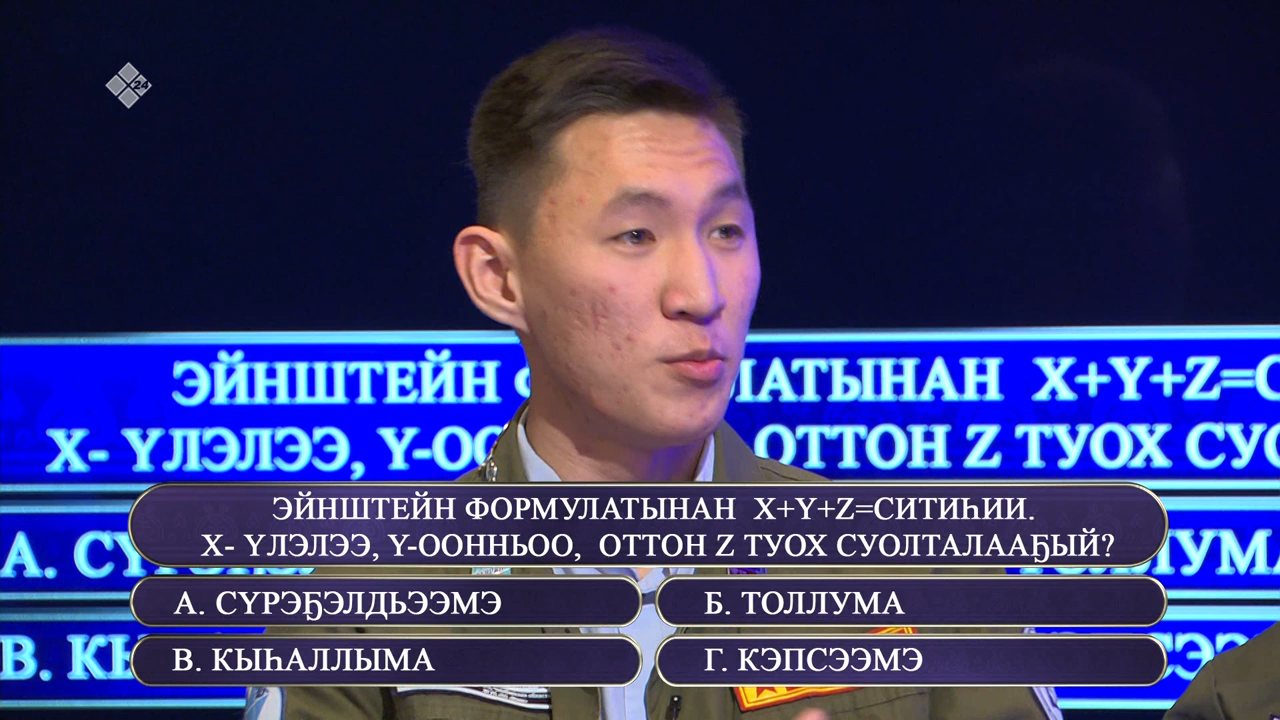 24
ЭЙНШТЕЙН Ф ЛАТЫНАН X+Y+Z=С
X- ҮЛЭЛЭЭ, Y-ОО ОТТОН Z ТУОХ СУО
ЭЙНШТЕЙН ФОРМУЛАТЫНАН X+Y+Z=СИТИҺИИ.
X- ҮЛЭЛЭЭ, Y-ООННЬОО, ОТТОН Z ТУОХ СУОЛТАЛААҔЫЙ?
А. СҮРЭҔЭЛДЬЭЭМЭ
Б. ТОЛЛУМА
В. КЫҺАЛЛЫМА
Г. КЭПСЭЭМЭ